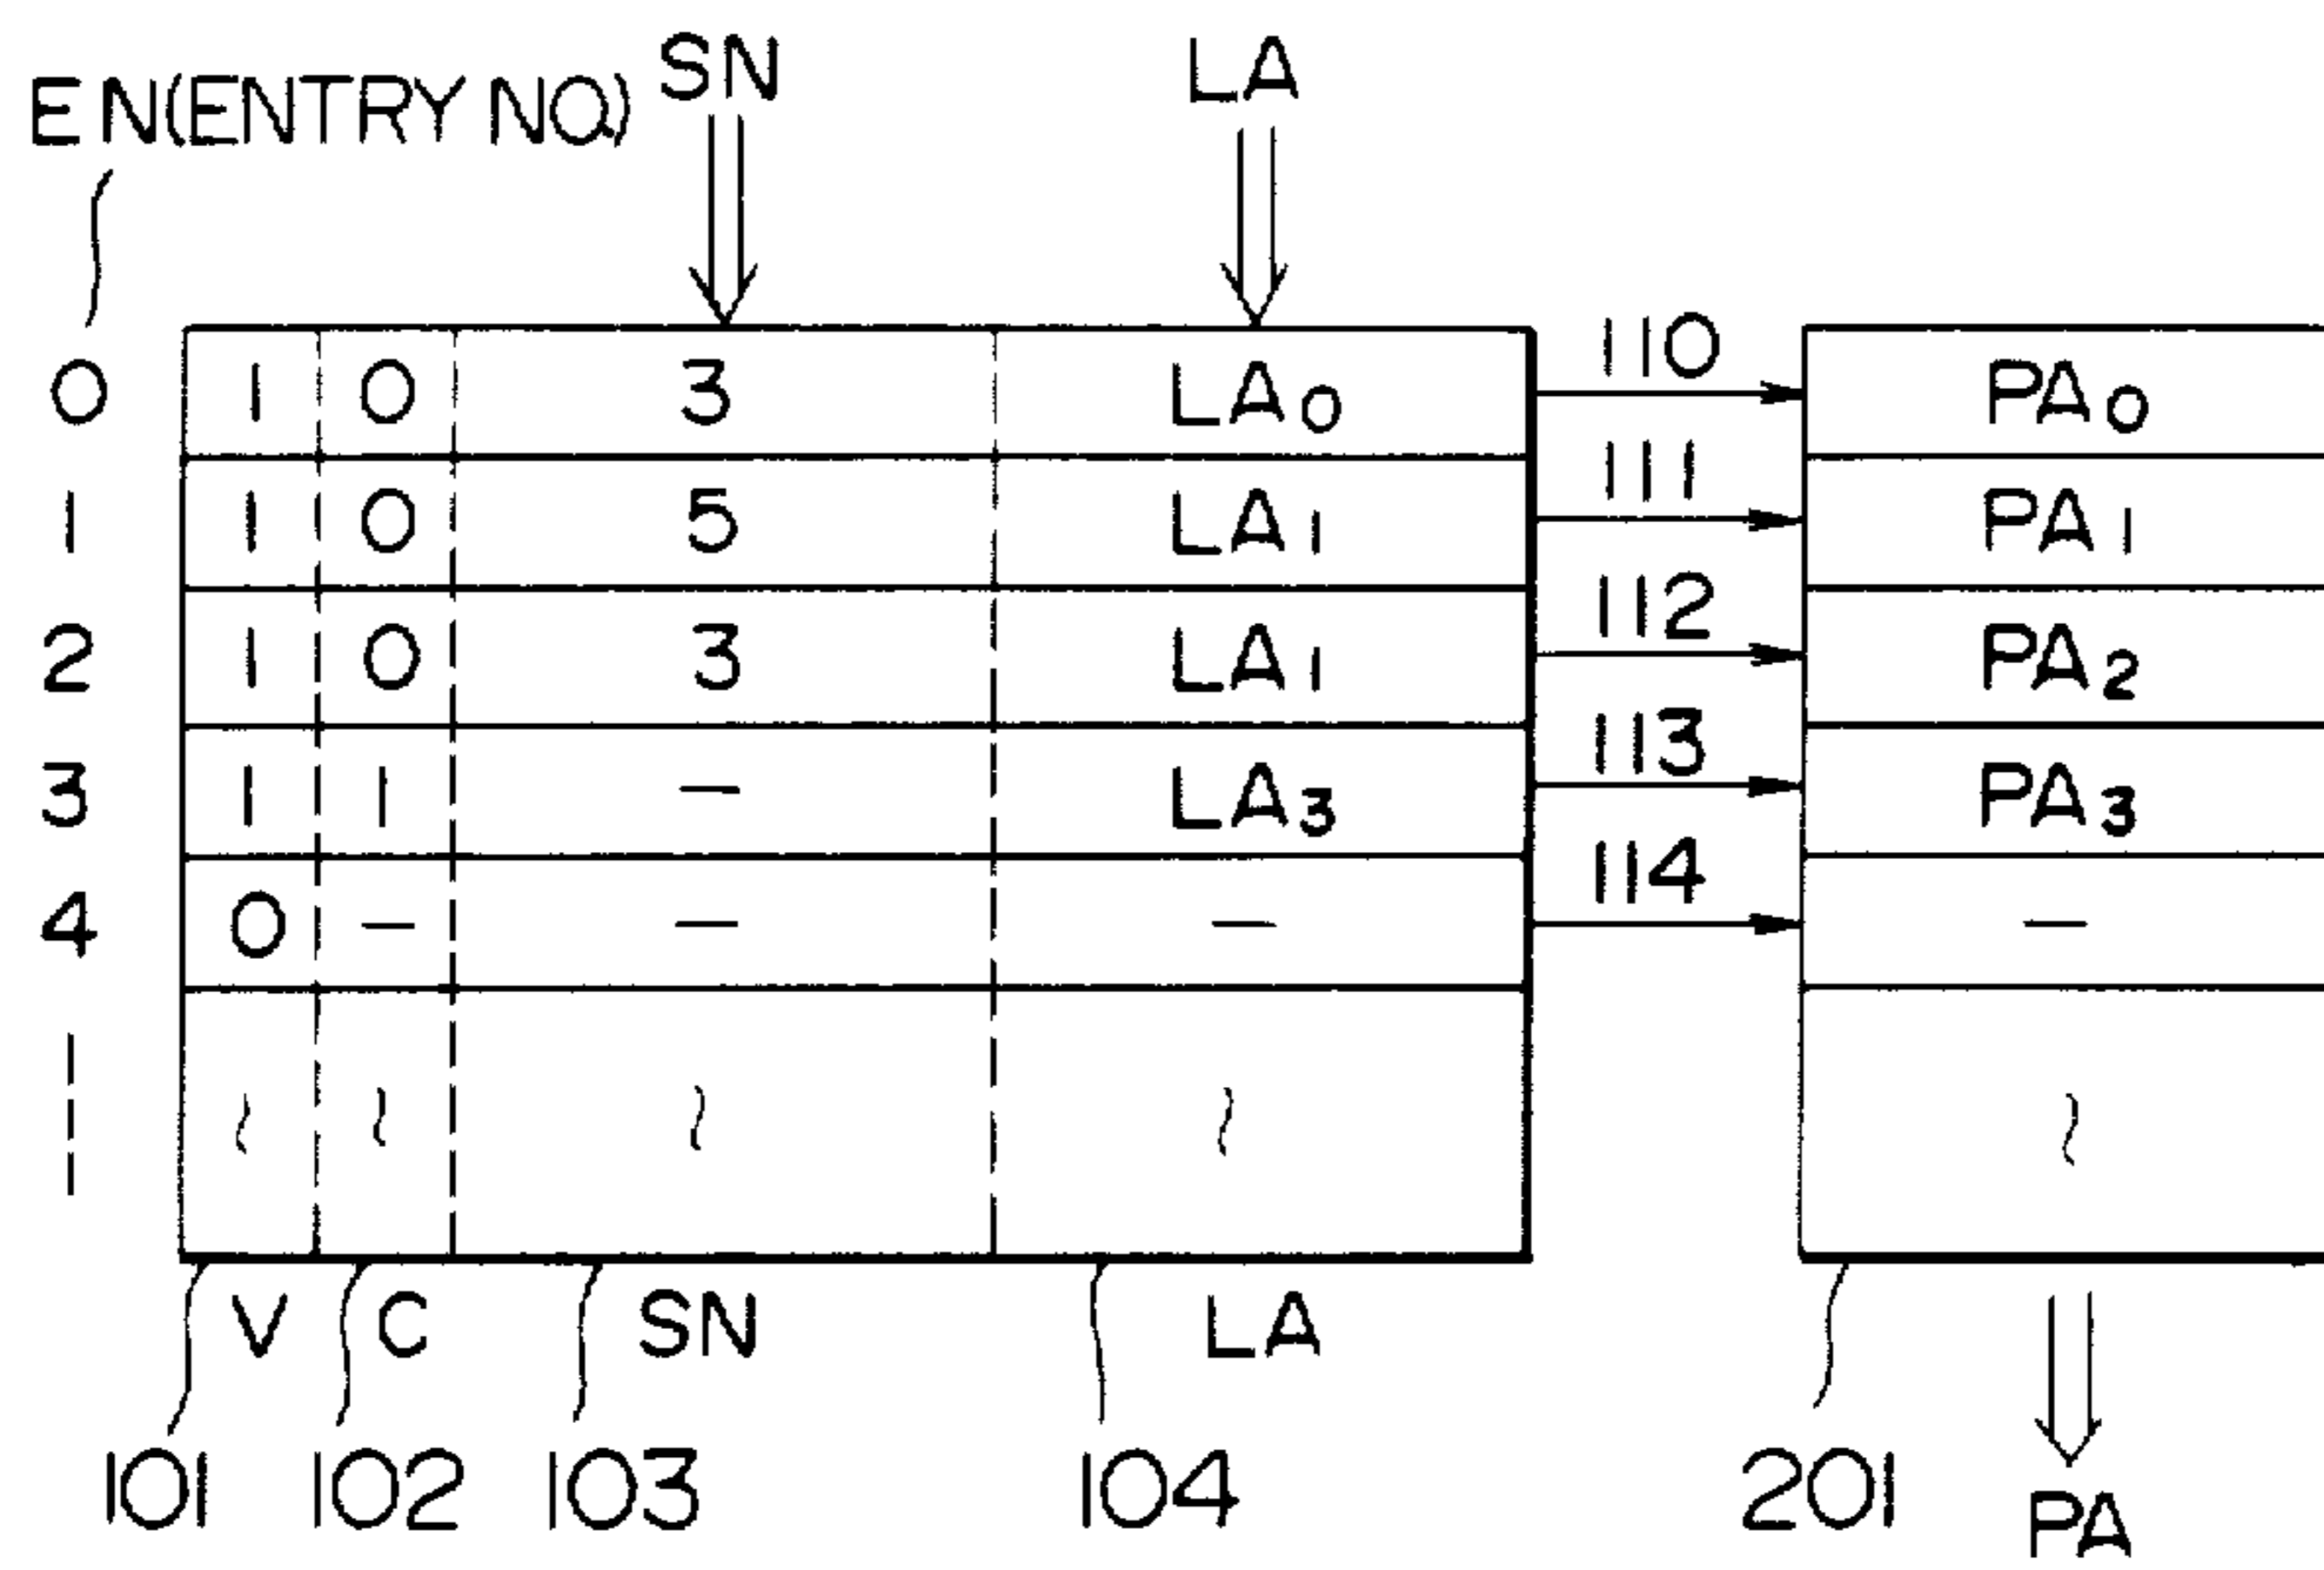 SN LA
EN(ENTRY NO.)
110
0 1 0 3 LA0 PA0
111
1 1 0 5 LA1 PA1
112
2 1 0 3 LA1 PA2
113
3 1 1 — LA3 PA3
114
4 0 — — — —
V C SN LA
101 102 103 104 201
PA